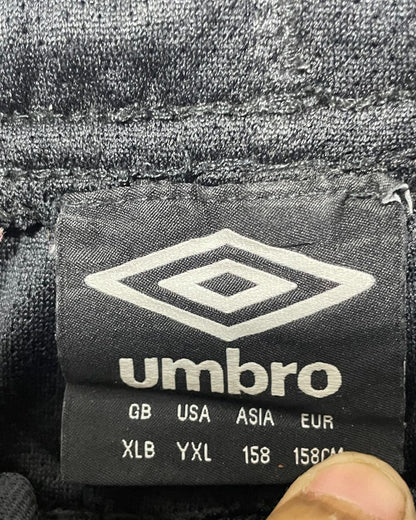 umbro
GB USA ASIA EUR
XLB YXL 158 158CM